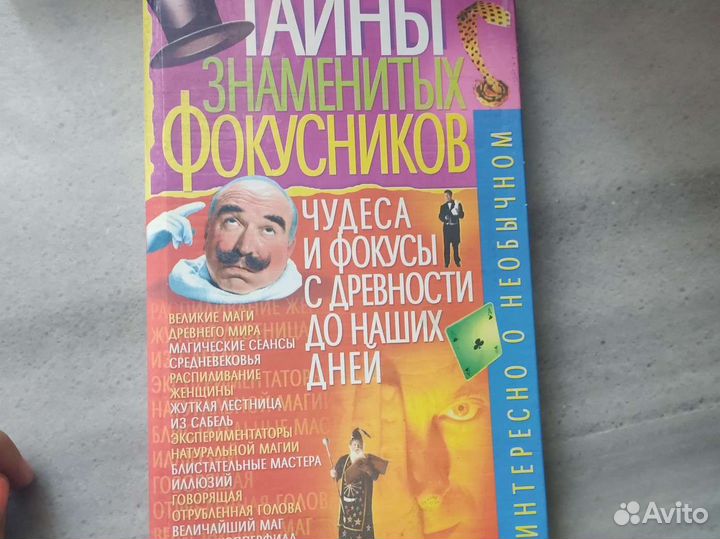 ТАЙНЫ
ЗНАМЕНИТЫХ
ФОКУСНИКОВ
ЧУДЕСА
И ФОКУСЫ
С ДРЕВНОСТИ
ДО НАШИХ
ДНЕЙ
ВЕЛИКИЕ МАГИ
ДРЕВНЕГО МИРА
МАГИЧЕСКИЕ СЕАНСЫ
СРЕДНЕВЕКОВЬЯ
РАСПИЛИВАНИЕ
ЖЕНЩИНЫ
ЖУТКАЯ ЛЕСТНИЦА
ИЗ САБЕЛЬ
ЭКСПЕРИМЕНТАТОРЫ
НАТУРАЛЬНОЙ МАГИИ
БЛИСТАТЕЛЬНЫЕ МАСТЕРА
ИЛЛЮЗИЙ
ГОВОРЯЩАЯ
ОТРУБЛЕННАЯ ГОЛОВА
ВЕЛИЧАЙШИЙ МАГ
ИНТЕРЕСНО О НЕОБЫЧНОМ
Avito